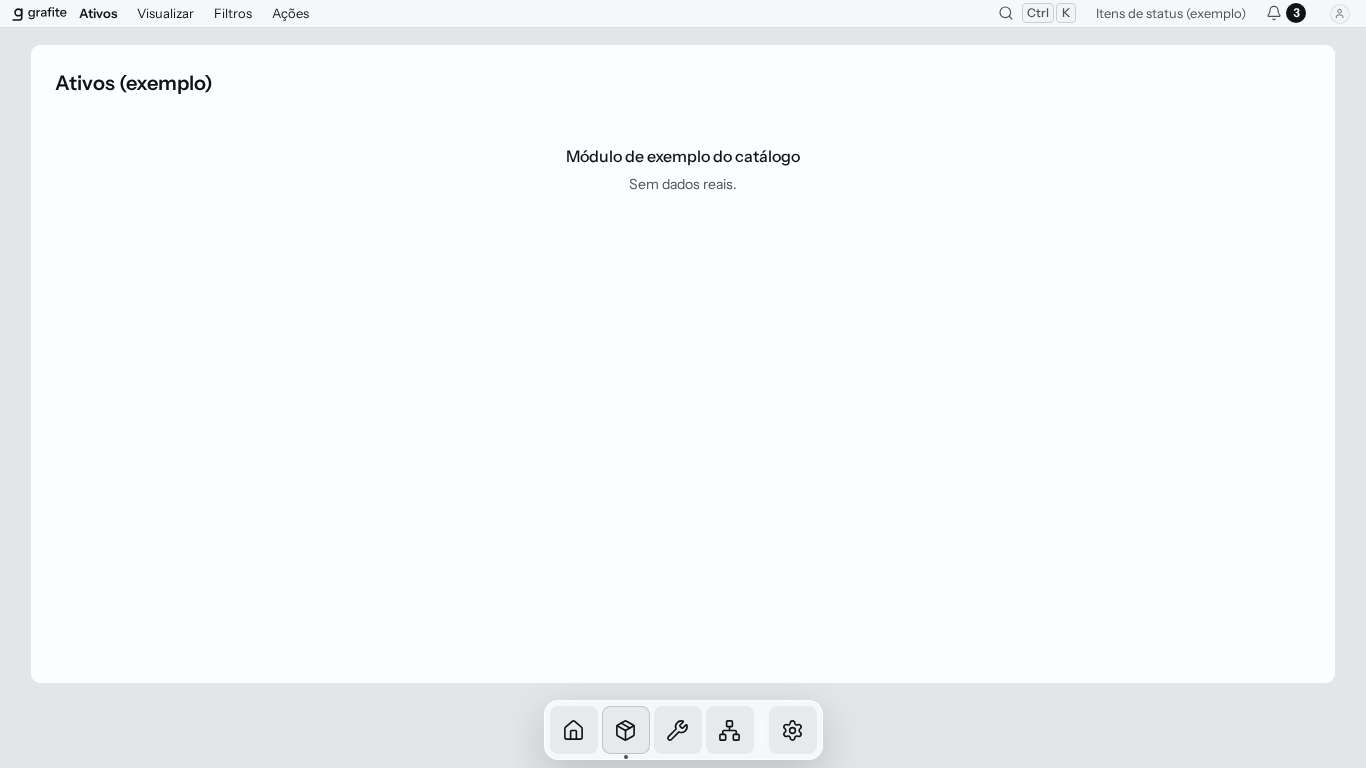 grafite Ativos Visualizar Filtros Ações Ctrl K Itens de status (exemplo) 3
Ativos (exemplo)
Módulo de exemplo do catálogo
Sem dados reais.